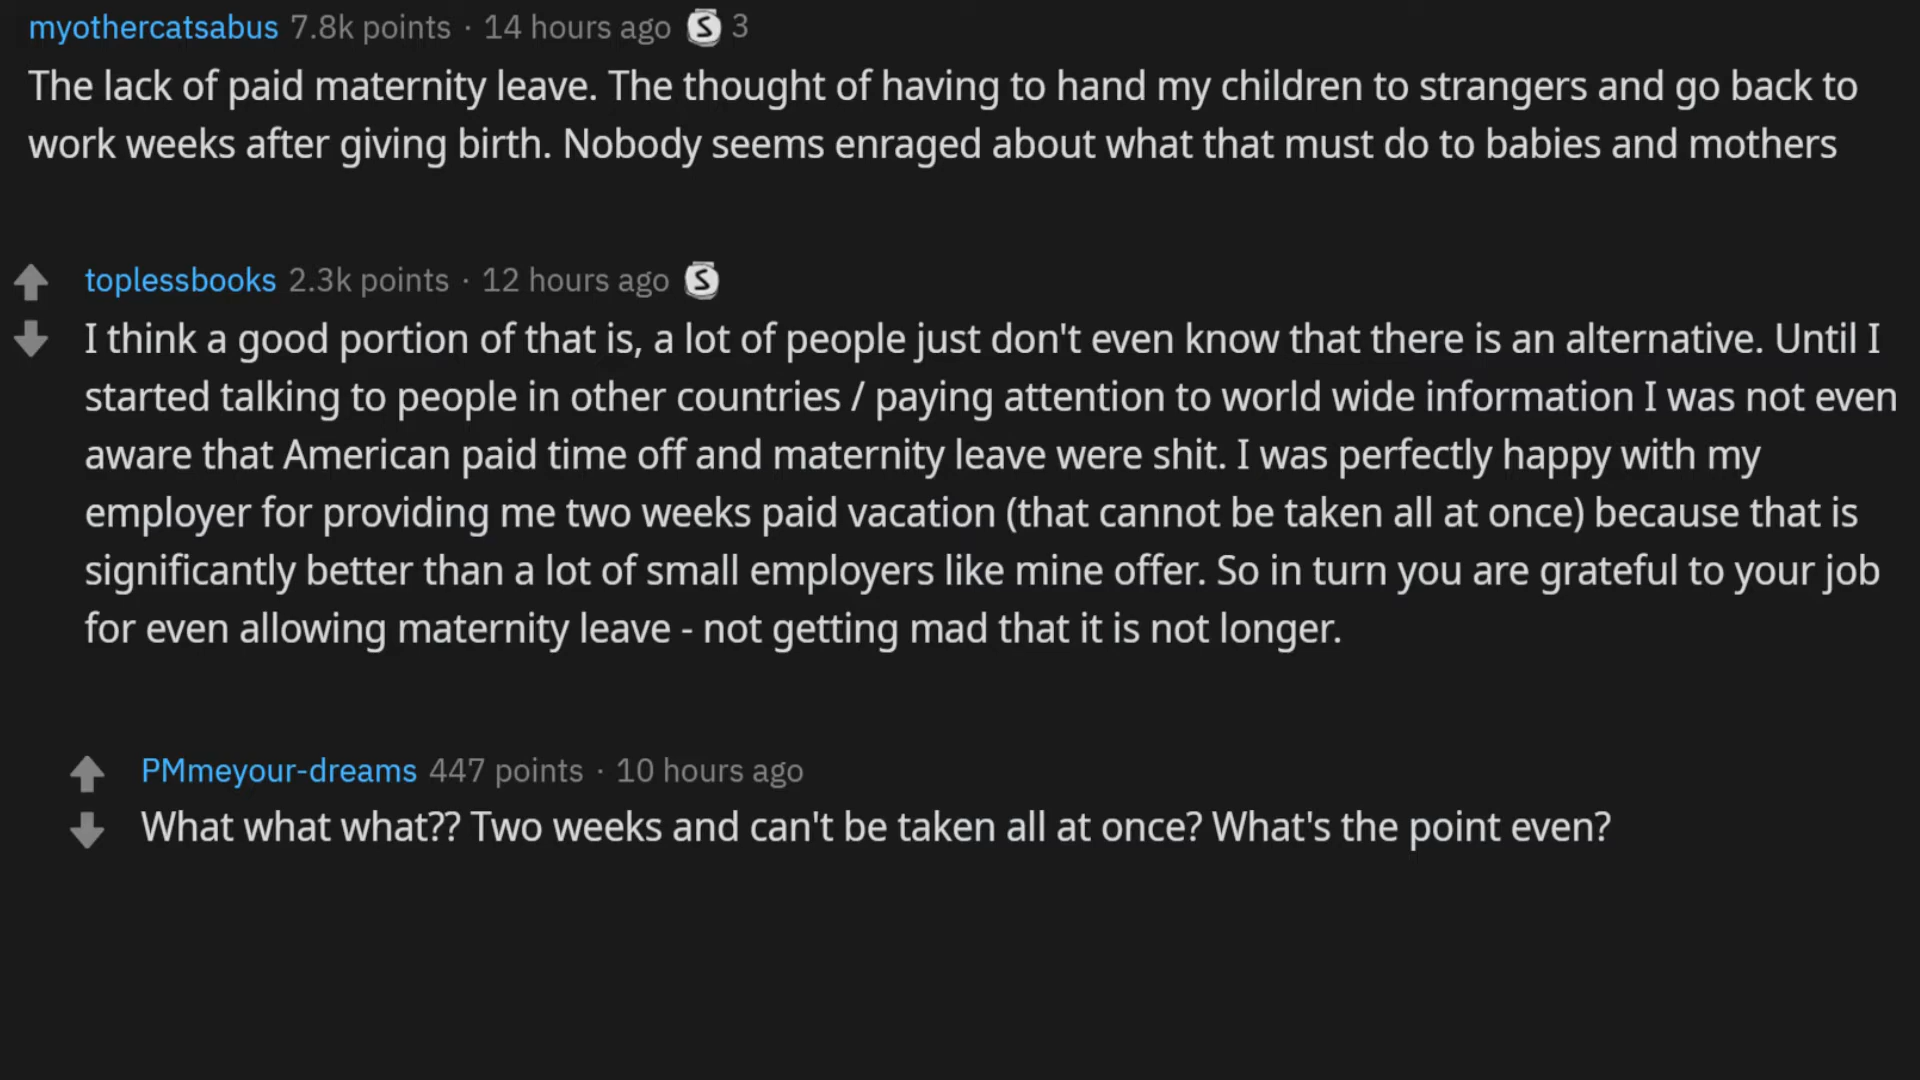 myothercatsabus 7.8k points · 14 hours ago S 3
The lack of paid maternity leave. The thought of having to hand my children to strangers and go back to
work weeks after giving birth. Nobody seems enraged about what that must do to babies and mothers
toplessbooks 2.3k points · 12 hours ago S
I think a good portion of that is, a lot of people just don't even know that there is an alternative. Until I
started talking to people in other countries / paying attention to world wide information I was not even
aware that American paid time off and maternity leave were shit. I was perfectly happy with my
employer for providing me two weeks paid vacation (that cannot be taken all at once) because that is
significantly better than a lot of small employers like mine offer. So in turn you are grateful to your job
for even allowing maternity leave - not getting mad that it is not longer.
PMmeyour-dreams 447 points · 10 hours ago
What what what?? Two weeks and can't be taken all at once? What's the point even?